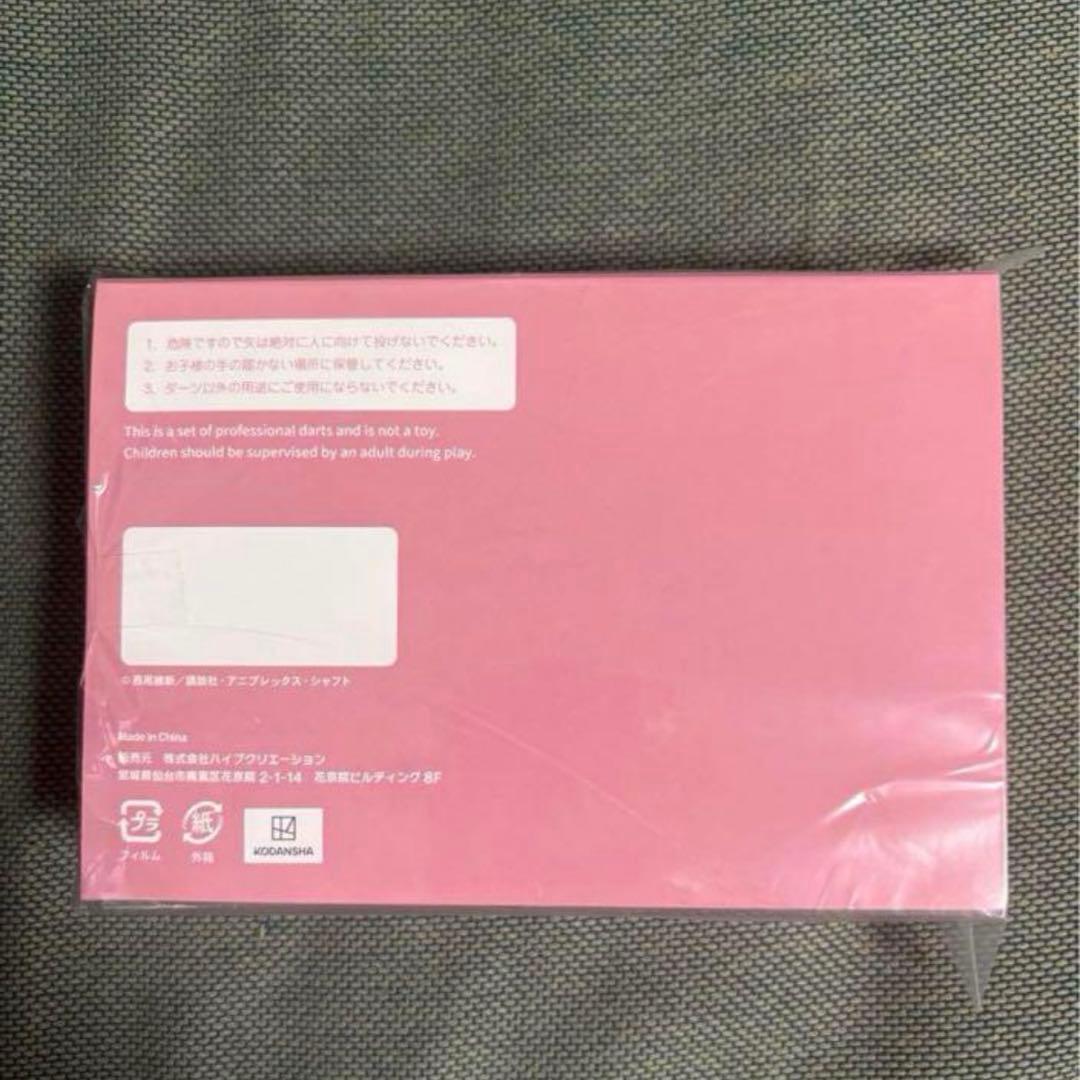 1. 危険ですので矢は絶対に人に向けて投げないでください。
2. お子様の手の届かない場所に保管してください。
3. ダーツ以外の用途にご使用にならないでください。
This is a set of professional darts and is not a toy.
Children should be supervised by an adult during play.
©西尾維新／講談社・アニプレックス・シャフト
Made in China
販売元 株式会社ハイブクリエーション
宮城県仙台市青葉区花京院 2-1-14 花京院ビルディング 8F
プラ 紙
フィルム 外箱
KODANSHA